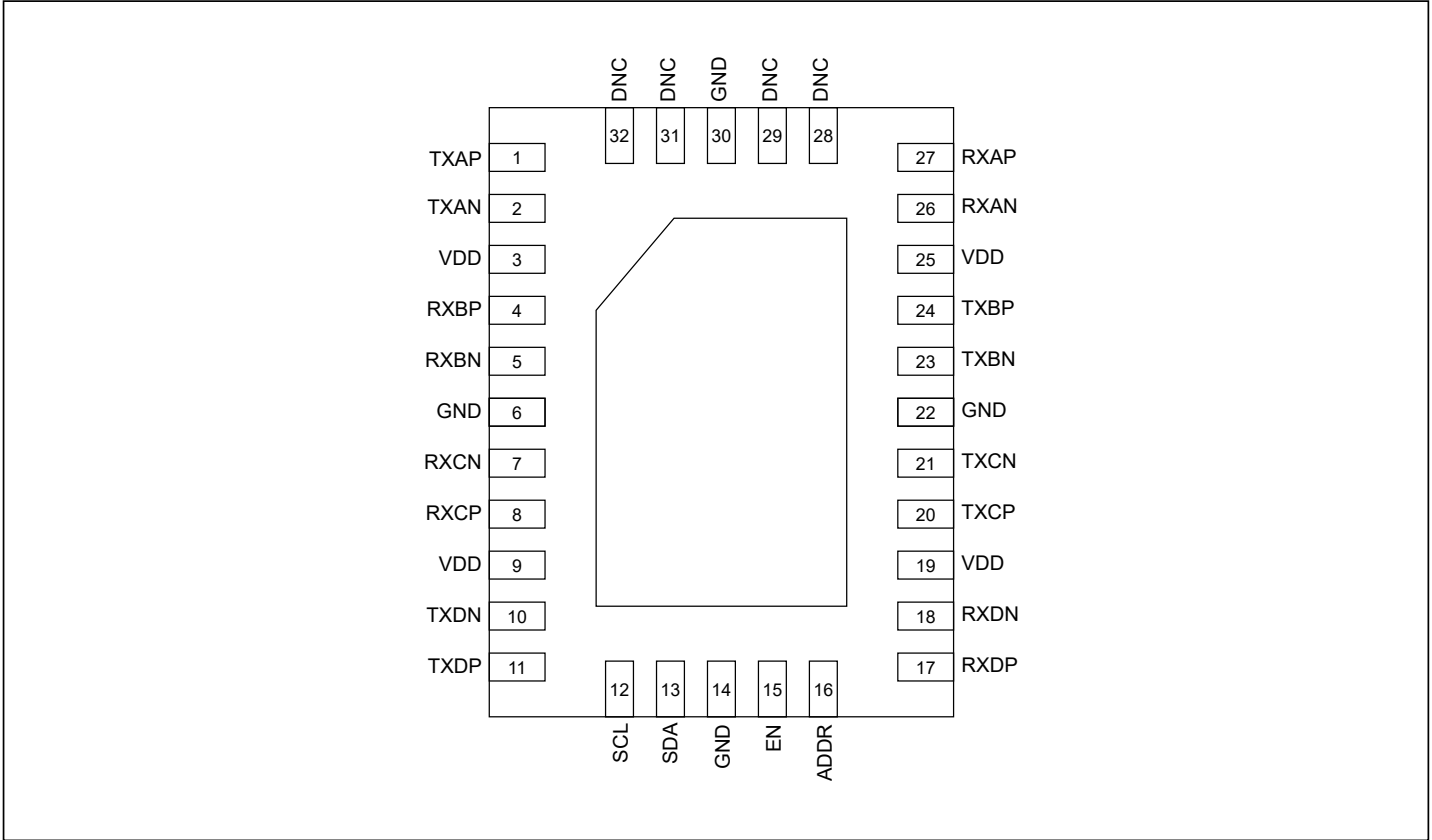 DNC DNC GND DNC DNC
32 31 30 29 28
TXAP 1 27 RXAP
TXAN 2 26 RXAN
VDD 3 25 VDD
RXBP 4 24 TXBP
RXBN 5 23 TXBN
GND 6 22 GND
RXCN 7 21 TXCN
RXCP 8 20 TXCP
VDD 9 19 VDD
TXDN 10 18 RXDN
TXDP 11 17 RXDP
12 13 14 15 16
SCL SDA GND EN ADDR